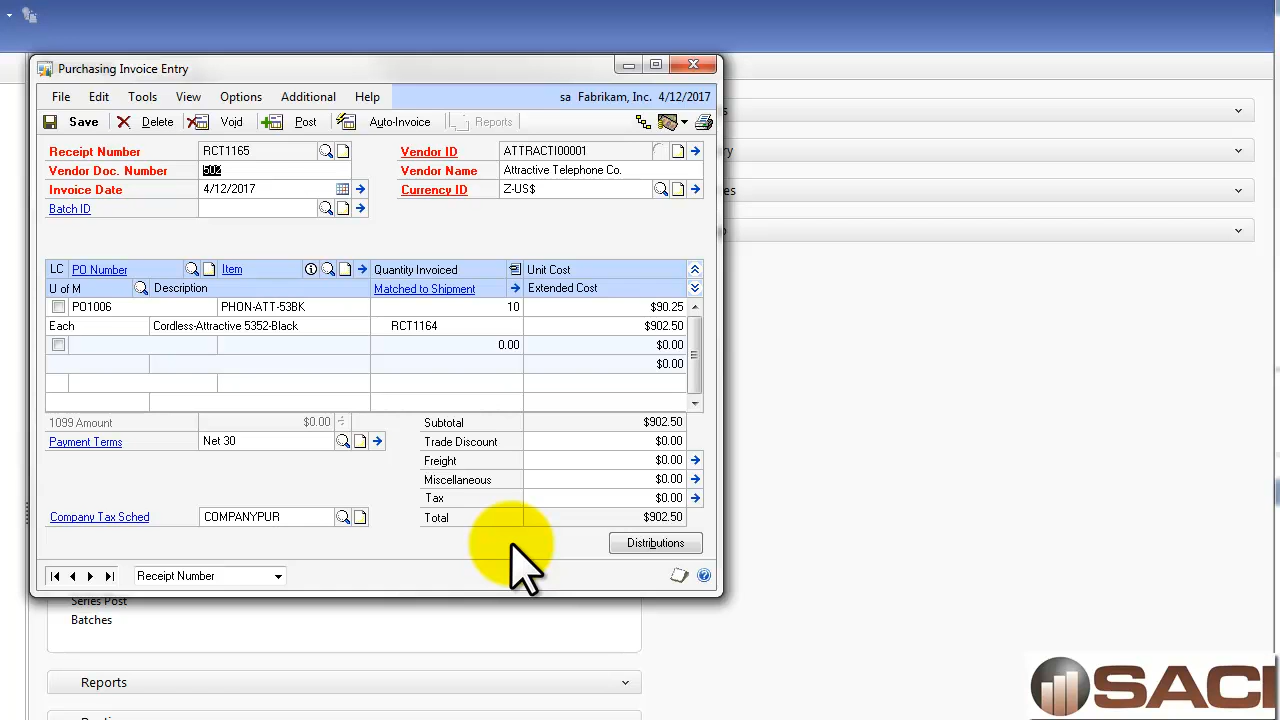 Purchasing Invoice Entry
File Edit Tools View Options Additional Help sa Fabrikam, Inc. 4/12/2017
Save Delete Void Post Auto-Invoice Reports
Receipt Number RCT1165 Vendor ID ATTRACTI00001
Vendor Doc. Number 502 Vendor Name Attractive Telephone Co.
Invoice Date 4/12/2017 Currency ID Z-US$
Batch ID
LC PO Number Item Quantity Invoiced Unit Cost
U of M Description Matched to Shipment Extended Cost
PO1006 PHON-ATT-53BK 10 $90.25
Each Cordless-Attractive 5352-Black RCT1164 $902.50
0.00 $0.00
$0.00
1099 Amount $0.00 Subtotal $902.50
Payment Terms Net 30 Trade Discount $0.00
Freight $0.00
Miscellaneous $0.00
Tax $0.00
Company Tax Sched COMPANYPUR Total $902.50
Distributions
Receipt Number
Series Post
Batches
Reports
SACI